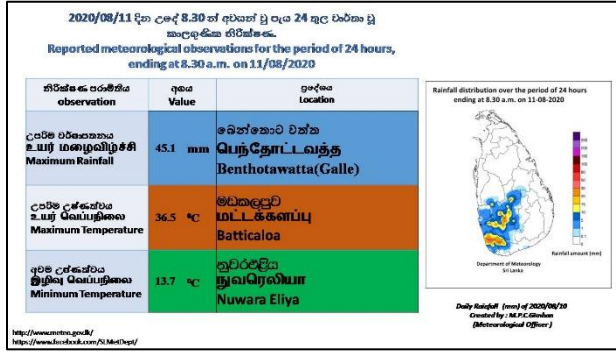 2020/08/11 දින උදේ 8.30 න් අවසන් වූ පැය 24 තුල වාර්තා වූ
කාලගුණික නිරීක්ෂණ.
Reported meteorological observations for the period of 24 hours,
ending at 8.30 a.m. on 11/08/2020
නිරීක්ෂණ පරාමිතිය
observation
අගය
Value
ප්‍රදේශය
Location
උපරිම වර්ෂාපතනය
உயர் மழைவீழ்ச்சி
Maximum Rainfall
45.1 mm
බෙන්තොට වත්ත
பெந்தோட்டவத்த
Benthotawatta(Galle)
උපරිම උෂ්ණත්වය
உயர் வெப்பநிலை
Maximum Temperature
36.5 °C
මඩකලපුව
மட்டக்களப்பு
Batticaloa
අවම උෂ්ණත්වය
இழிவு வெப்பநிலை
Minimum Temperature
13.7 °C
නුවරඑළිය
நுவரெலியா
Nuwara Eliya
Rainfall distribution over the period of 24 hours
ending at 8.30 a.m. on 11-08-2020
Department of Meteorology
Sri Lanka
Rainfall amount (mm)
Daily Rainfall (mm) of 2020/08/10
Created by : M.P.C.Gimhan
(Meteorological Officer )
http://www.meteo.gov.lk/
https://www.facebook.com/SLMetDept/